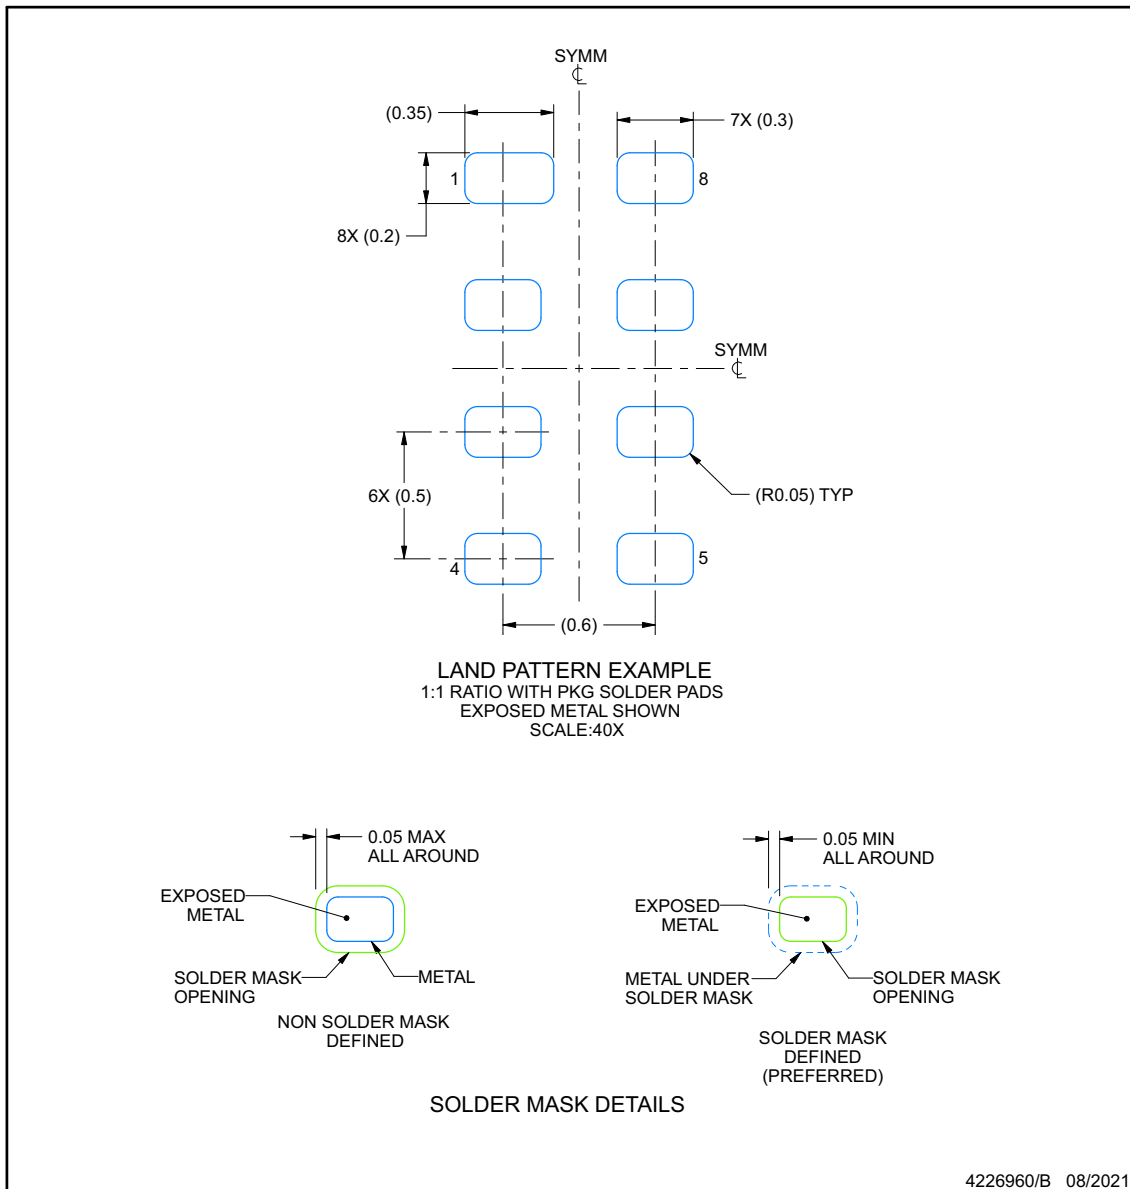 SYMM
(0.35)
7X (0.3)
1
8
8X (0.2)
SYMM
6X (0.5)
(R0.05) TYP
4
5
(0.6)
LAND PATTERN EXAMPLE
1:1 RATIO WITH PKG SOLDER PADS
EXPOSED METAL SHOWN
SCALE:40X
0.05 MAX
ALL AROUND
EXPOSED
METAL
SOLDER MASK
OPENING
METAL
NON SOLDER MASK
DEFINED
0.05 MIN
ALL AROUND
EXPOSED
METAL
METAL UNDER
SOLDER MASK
SOLDER MASK
OPENING
SOLDER MASK
DEFINED
(PREFERRED)
SOLDER MASK DETAILS
4226960/B 08/2021